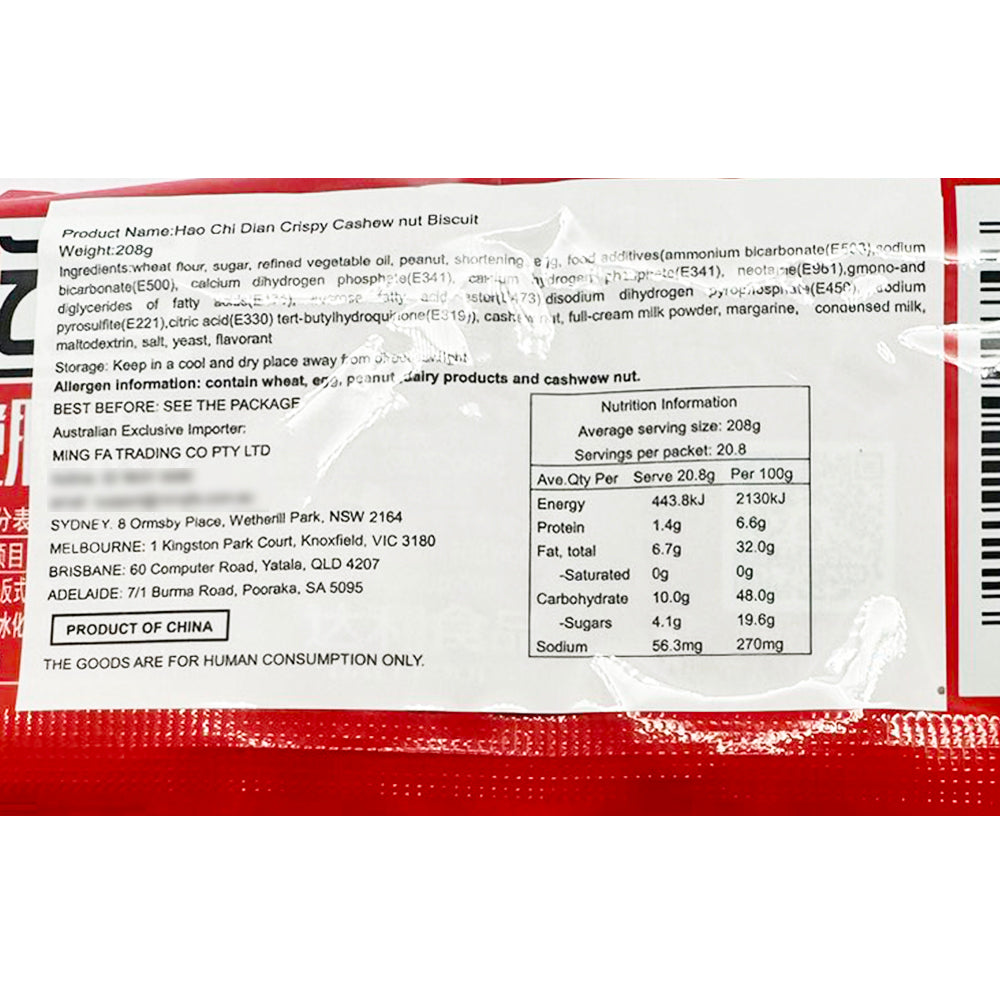 Product Name:Hao Chi Dian Crispy Cashew nut Biscuit
Weight:208g
Ingredients:wheat flour, sugar, refined vegetable oil, peanut, shortening, food additives(ammonium bicarbonate sodium
bicarbonate(E500), calcium dihydrogen (E341), (E341), gmono-and
diglycerides of fatty fatty acid disodium dihydrogen
pyrosulfite(E221),citric acid(E330) full-cream milk powder, margarine, condensed milk,
maltodextrin, salt, yeast, flavorant
Storage: Keep in a cool and dry place away from
Allergen information: contain wheat, peanut dairy products and cashwew nut.
BEST BEFORE: SEE THE PACKAGE
Australian Exclusive Importer:
MING FA TRADING CO PTY LTD
SYDNEY. 8 Ormsby Place, Wetherill Park, NSW 2164
MELBOURNE: 1 Kingston Park Court, Knoxfield, VIC 3180
BRISBANE: 60 Computer Road, Yatala, QLD 4207
ADELAIDE: 7/1 Burma Road, Pooraka, SA 5095
PRODUCT OF CHINA
THE GOODS ARE FOR HUMAN CONSUMPTION ONLY.
Nutrition Information
Average serving size: 208g
Servings per packet: 20.8
Ave.Qty Per Serve 20.8g Per 100g
Energy 443.8kJ 2130kJ
Protein 1.4g 6.6g
Fat, total 6.7g 32.0g
-Saturated 0g 0g
Carbohydrate 10.0g 48.0g
-Sugars 4.1g 19.6g
Sodium 56.3mg 270mg
分表
项目